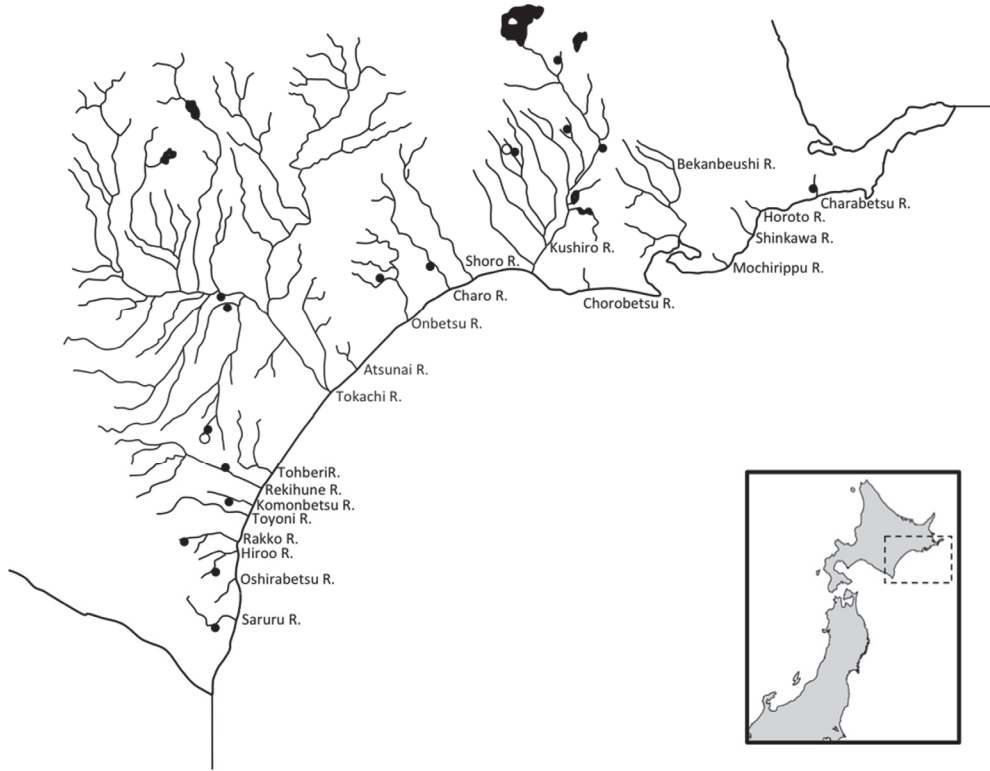 Bekanbeushi R.
Charabetsu R.
Horoto R.
Shinkawa R.
Kushiro R.
Shoro R.
Mochirippu R.
Charo R.
Chorobetsu R.
Onbetsu R.
Atsunai R.
Tokachi R.
TohberiR.
Rekihune R.
Komonbetsu R.
Toyoni R.
Rakko R.
Hiroo R.
Oshirabetsu R.
Saruru R.